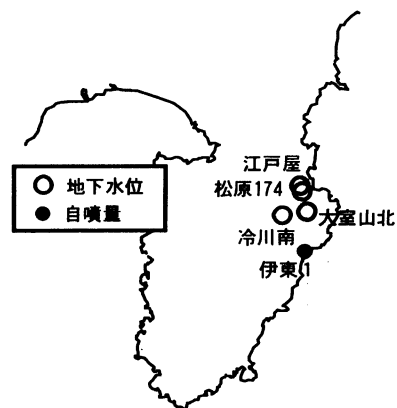 江戸屋
松原174
大室山北
冷川南
伊東1
地下水位
自噴量